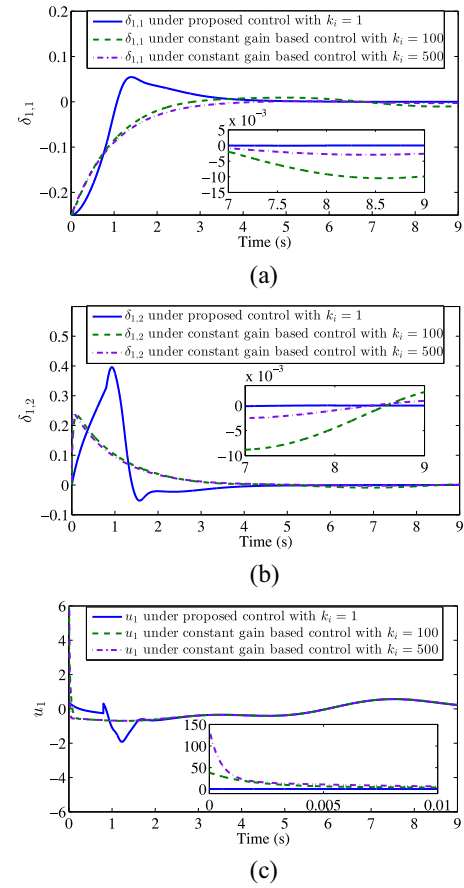 0.2
0.1
0
−0.1
−0.2
δ1,1
δ1,1 under proposed control with ki = 1
δ1,1 under constant gain based control with ki = 100
δ1,1 under constant gain based control with ki = 500
x 10−3
5
0
−5
−10
−15
7 7.5 8 8.5 9
0 1 2 3 4 5 6 7 8 9
Time (s)
(a)
0.5
0.4
0.3
0.2
0.1
0
−0.1
δ1,2
δ1,2 under proposed control with ki = 1
δ1,2 under constant gain based control with ki = 100
δ1,2 under constant gain based control with ki = 500
x 10−3
0
−5
−10
7 8 9
0 1 2 3 4 5 6 7 8 9
Time (s)
(b)
6
4
2
0
−2
−4
−6
u1
u1 under proposed control with ki = 1
u1 under constant gain based control with ki = 100
u1 under constant gain based control with ki = 500
150
100
50
0
0 0.005 0.01
0 1 2 3 4 5 6 7 8 9
Time (s)
(c)